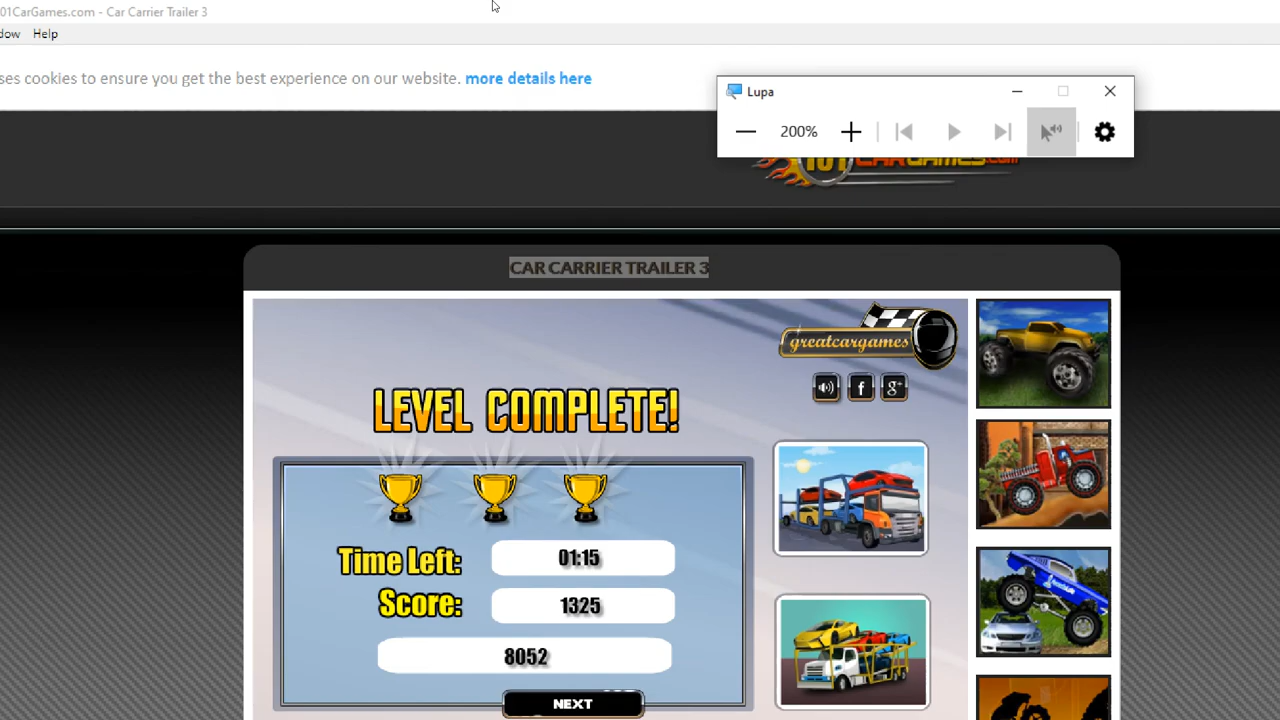 01CarGames.com - Car Carrier Trailer 3
dow Help
ses cookies to ensure you get the best experience on our website. more details here
Lupa
200%
101CARGAMES.com
CAR CARRIER TRAILER 3
greatcargames
f g+
LEVEL COMPLETE!
Time Left: 01:15
Score: 1325
8052
NEXT